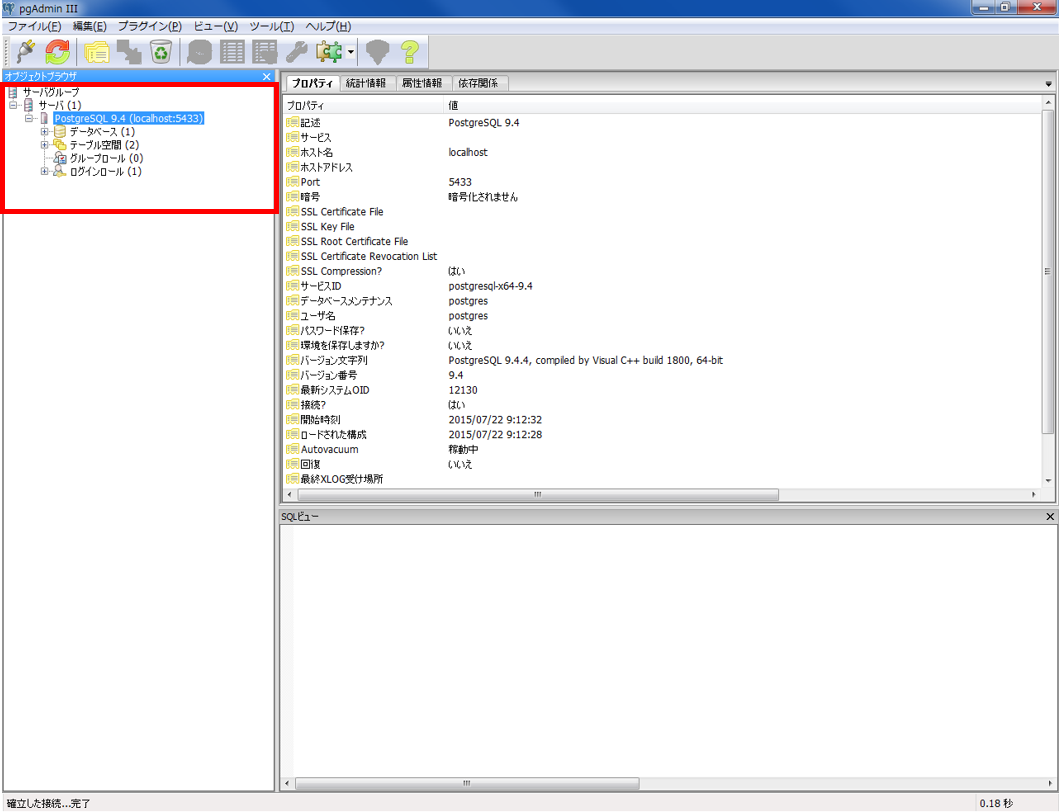 pgAdmin III
ファイル(F) 編集(E) プラグイン(P) ビュー(V) ツール(T) ヘルプ(H)
オブジェクトブラウザ
サーバグループ
サーバ (1)
PostgreSQL 9.4 (localhost:5433)
データベース (1)
テーブル空間 (2)
グループロール (0)
ログインロール (1)
プロパティ 統計情報 属性情報 依存関係
プロパティ 値
記述 PostgreSQL 9.4
サービス
ホスト名 localhost
ホストアドレス
Port 5433
暗号 暗号化されません
SSL Certificate File
SSL Key File
SSL Root Certificate File
SSL Certificate Revocation List
SSL Compression? はい
サービスID postgresql-x64-9.4
データベースメンテナンス postgres
ユーザ名 postgres
パスワード保存? いいえ
環境を保存しますか? いいえ
バージョン文字列 PostgreSQL 9.4.4, compiled by Visual C++ build 1800, 64-bit
バージョン番号 9.4
最新システムOID 12130
接続? はい
開始時刻 2015/07/22 9:12:32
ロードされた構成 2015/07/22 9:12:28
Autovacuum 稼動中
回復 いいえ
最終XLOG受け場所
SQLビュー
確立した接続...完了
0.18 秒